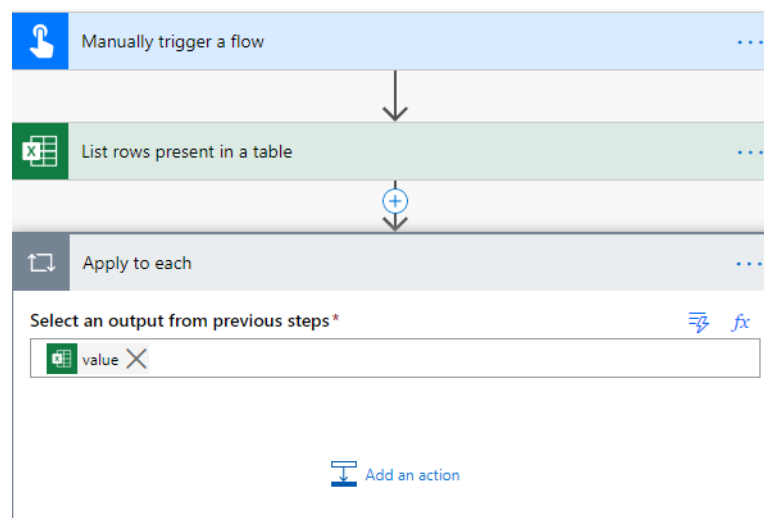 Manually trigger a flow
List rows present in a table
Apply to each
Select an output from previous steps*
fx
value
Add an action